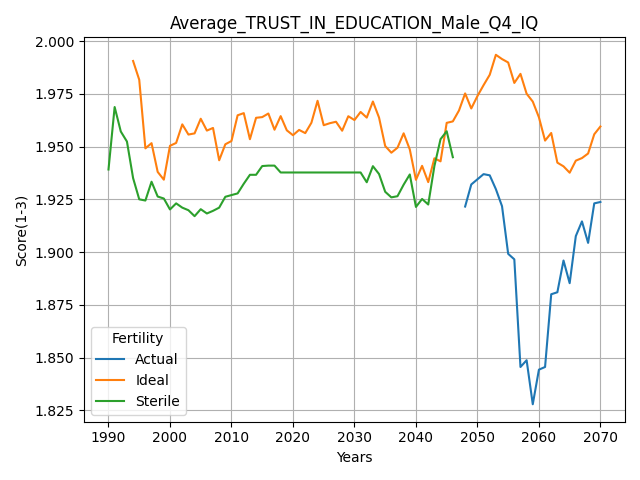 Average_TRUST_IN_EDUCATION_Male_Q4_IQ
Score(1-3)
2.000
1.975
1.950
1.925
1.900
1.875
1.850
1.825
Fertility
Actual
Ideal
Sterile
1990 2000 2010 2020 2030 2040 2050 2060 2070
Years